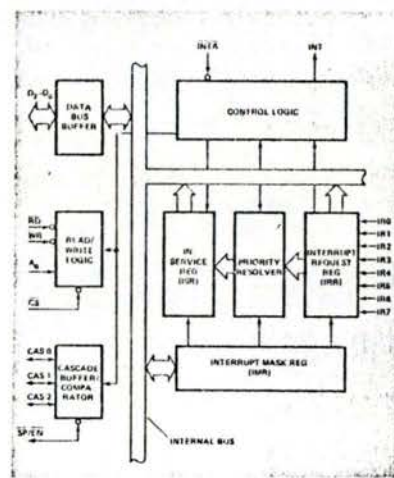 INTA
INT
D7-D0
DATA
BUS
BUFFER
CONTROL LOGIC
RD
WR
A0
CS
READ/
WRITE
LOGIC
IN
SERVICE
REG
(ISR)
PRIORITY
RESOLVER
INTERRUPT
REQUEST
REG
(IRR)
IR0
IR1
IR2
IR3
IR4
IR5
IR6
IR7
CAS 0
CAS 1
CAS 2
SP/EN
CASCADE
BUFFER/
COMPA
RATOR
INTERRUPT MASK REG
(IMR)
INTERNAL BUS